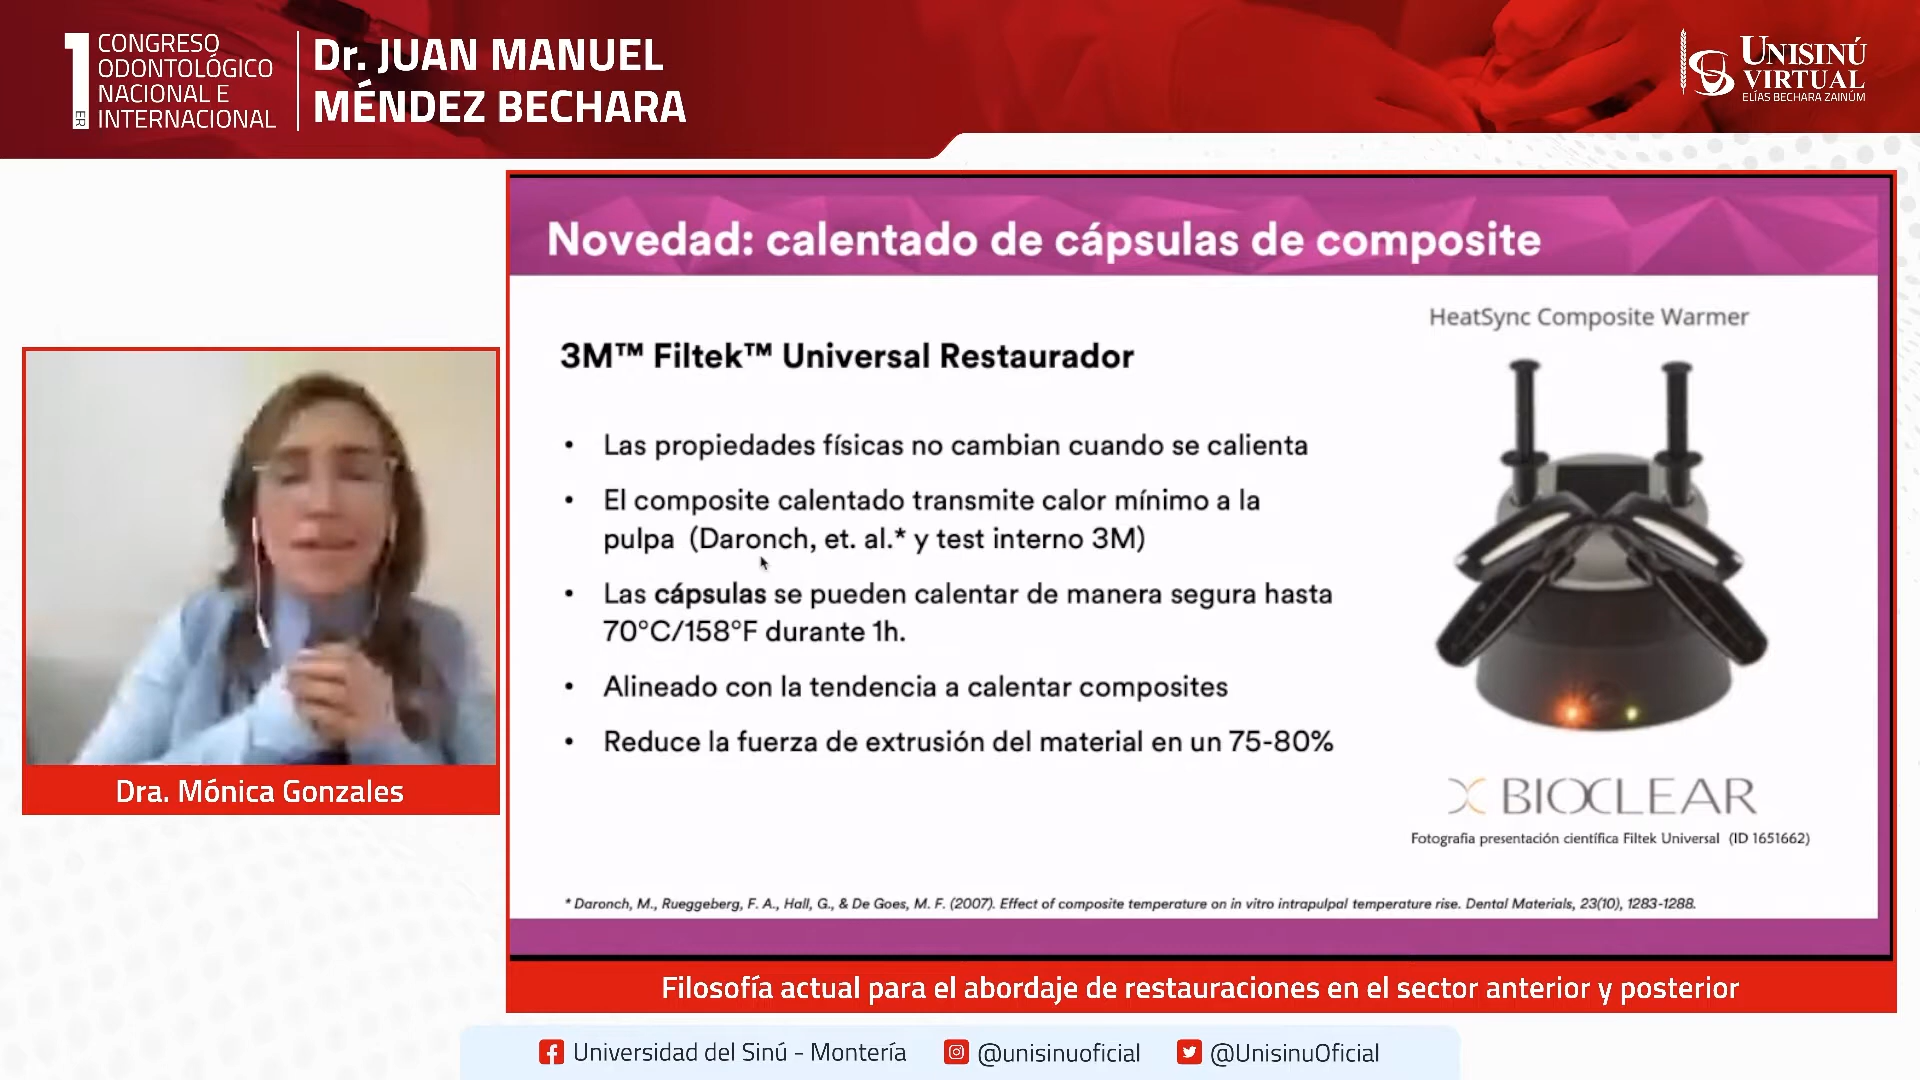 1ER
CONGRESO
ODONTOLÓGICO
NACIONAL E
INTERNACIONAL
Dr. JUAN MANUEL
MÉNDEZ BECHARA
UNISINÚ
VIRTUAL
ELÍAS BECHARA ZAINÚM
Novedad: calentado de cápsulas de composite
HeatSync Composite Warmer
3M™ Filtek™ Universal Restaurador
• Las propiedades físicas no cambian cuando se calienta
• El composite calentado transmite calor mínimo a la
pulpa (Daronch, et. al.* y test interno 3M)
• Las cápsulas se pueden calentar de manera segura hasta
70°C/158°F durante 1h.
• Alineado con la tendencia a calentar composites
• Reduce la fuerza de extrusión del material en un 75-80%
BIOCLEAR
Fotografia presentación científica Filtek Universal (ID 1651662)
* Daronch, M., Rueggeberg, F. A., Hall, G., & De Goes, M. F. (2007). Effect of composite temperature on in vitro intrapulpal temperature rise. Dental Materials, 23(10), 1283-1288.
Dra. Mónica Gonzales
Filosofía actual para el abordaje de restauraciones en el sector anterior y posterior
Universidad del Sinú - Montería
@unisinuoficial
@UnisinuOficial